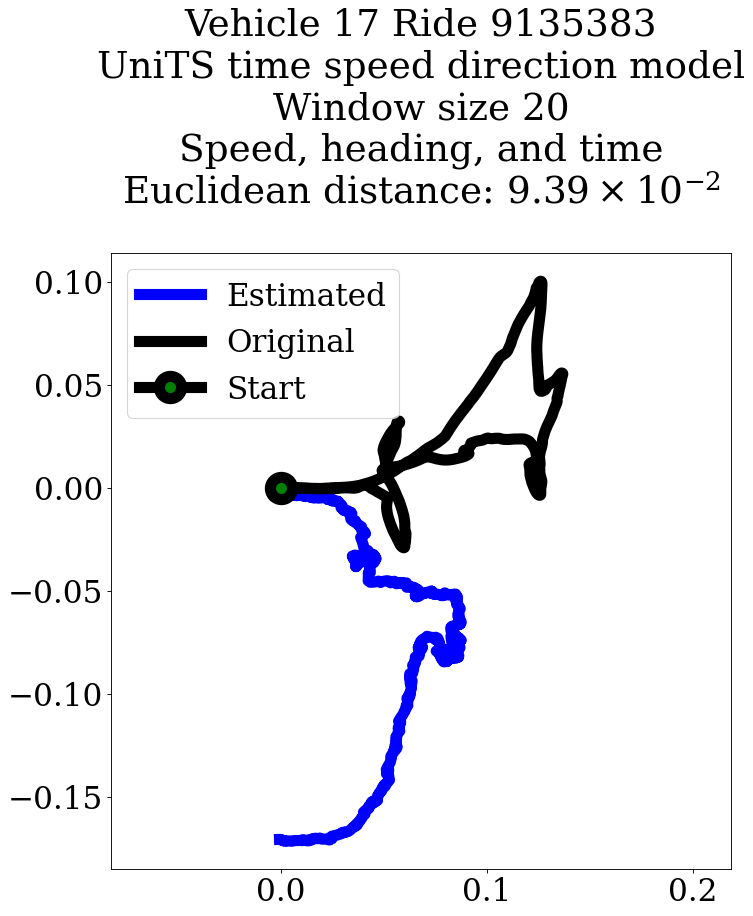 Vehicle 17 Ride 9135383
UniTS time speed direction model
Window size 20
Speed, heading, and time
Euclidean distance: 9.39 × 10⁻²
Estimated
Original
Start
0.10
0.05
0.00
−0.05
−0.10
−0.15
0.0 0.1 0.2